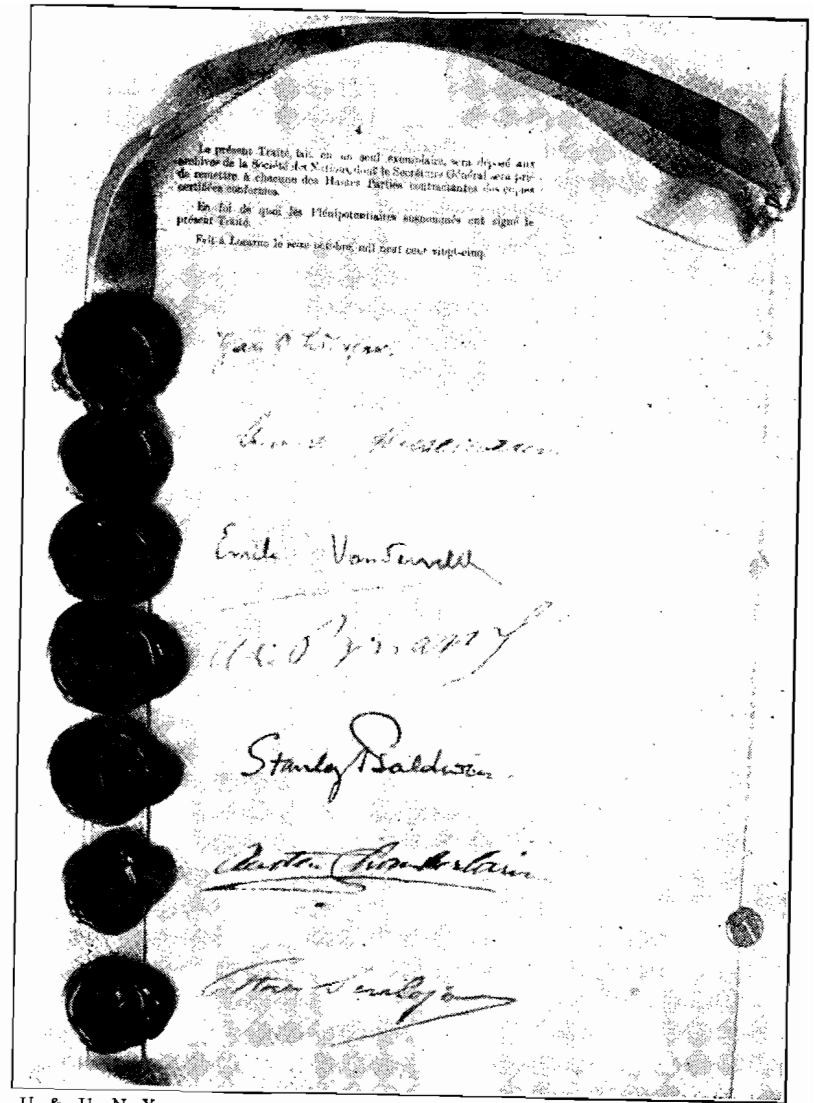 4
Le présent Traité, fait en un seul exemplaire, sera déposé aux
archives de la Société des Nations, dont le Secrétaire Général sera prié
de remettre à chacune des Hautes Parties contractantes des copies
certifiées conformes.
En foi de quoi les Plénipotentiaires susnommés ont signé le
présent Traité.
Fait à Locarno le seize octobre, mil neuf cent vingt-cinq.
Emile Vandervelde
Stanley Baldwin
Austen Chamberlain
Vittorio Scialoja
U & U N Y